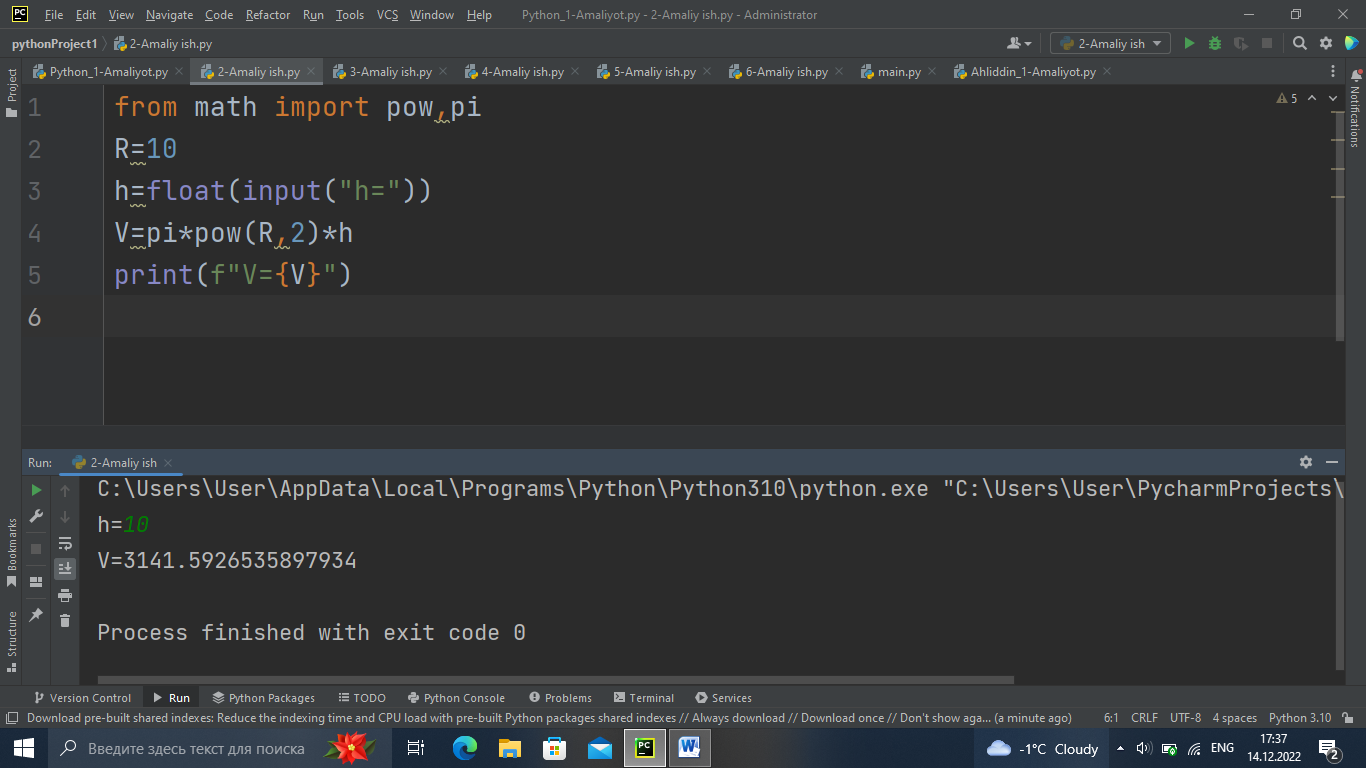 PC File Edit View Navigate Code Refactor Run Tools VCS Window Help Python_1-Amaliyot.py - 2-Amaliy ish.py - Administrator
pythonProject1 2-Amaliy ish.py 2-Amaliy ish
Project
Python_1-Amaliyot.py 2-Amaliy ish.py 3-Amaliy ish.py 4-Amaliy ish.py 5-Amaliy ish.py 6-Amaliy ish.py main.py Ahliddin_1-Amaliyot.py
Notifications
5
1 from math import pow,pi
2 R=10
3 h=float(input("h="))
4 V=pi*pow(R,2)*h
5 print(f"V={V}")
6
Run: 2-Amaliy ish
C:\Users\User\AppData\Local\Programs\Python\Python310\python.exe "C:\Users\User\PycharmProjects\
h=10
V=3141.5926535897934
Process finished with exit code 0
Bookmarks
Structure
Version Control Run Python Packages TODO Python Console Problems Terminal Services
Download pre-built shared indexes: Reduce the indexing time and CPU load with pre-built Python packages shared indexes // Always download // Download once // Don't show aga... (a minute ago) 6:1 CRLF UTF-8 4 spaces Python 3.10
Введите здесь текст для поиска PC W -1°C Cloudy ENG 17:37
14.12.2022 2